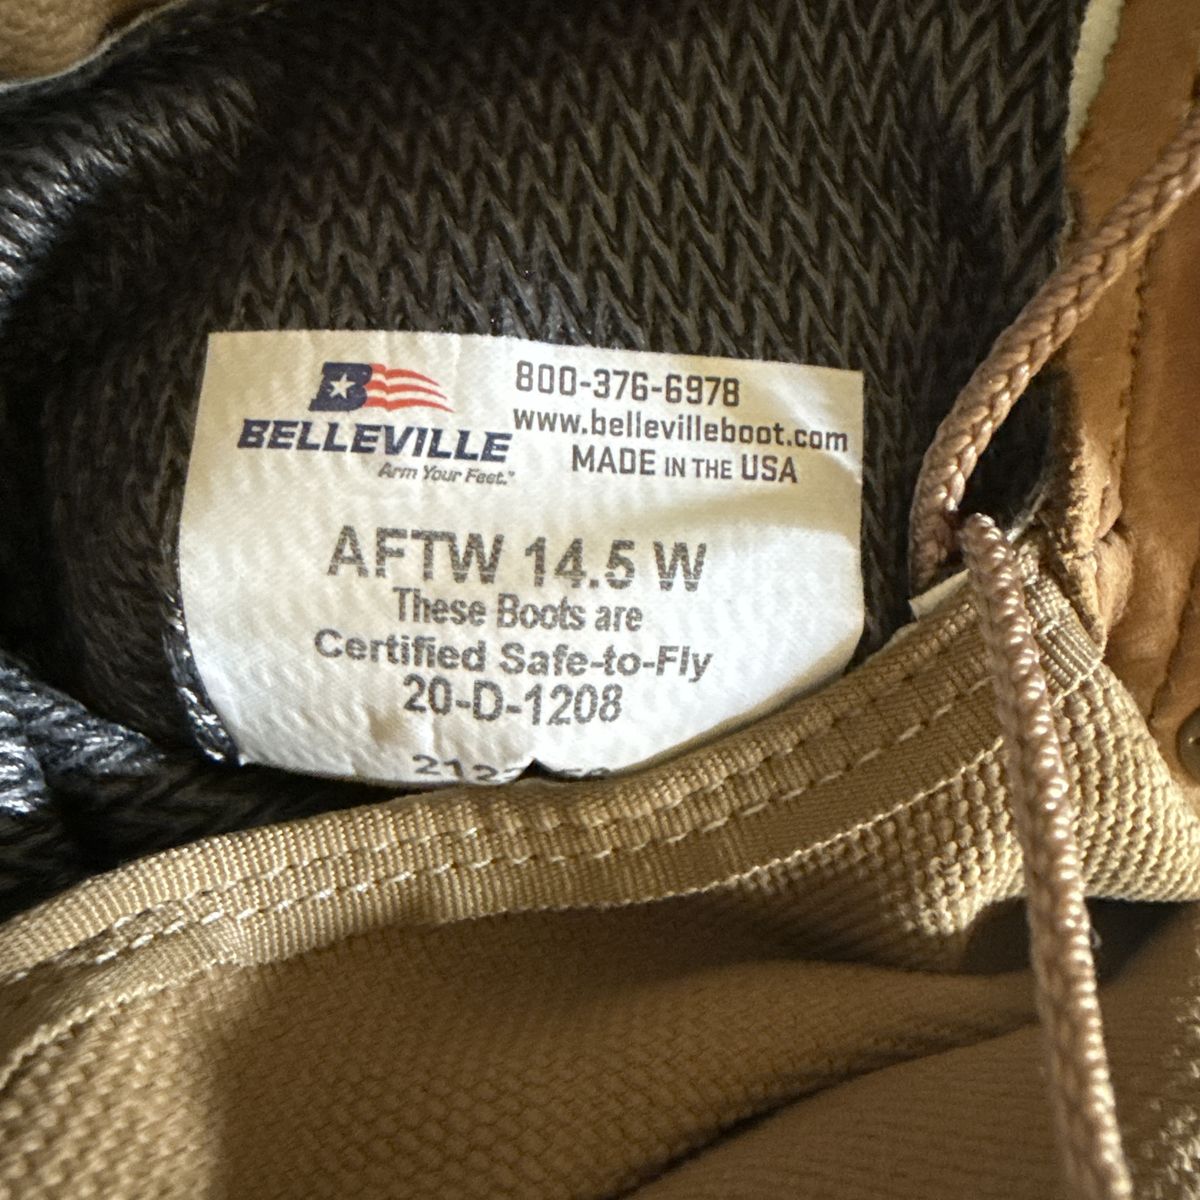 800-376-6978
www.bellevilleboot.com
MADE IN THE USA
B
BELLEVILLE
Arm Your Feet.™
AFTW 14.5 W
These Boots are
Certified Safe-to-Fly
20-D-1208